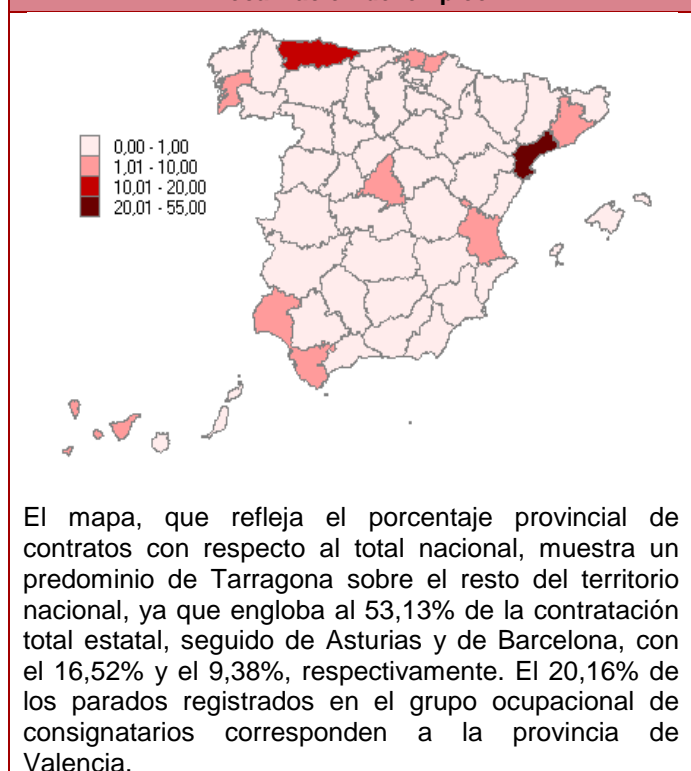 0,00 - 1,00
1,01 - 10,00
10,01 - 20,00
20,01 - 55,00
El mapa, que refleja el porcentaje provincial de
contratos con respecto al total nacional, muestra un
predominio de Tarragona sobre el resto del territorio
nacional, ya que engloba al 53,13% de la contratación
total estatal, seguido de Asturias y de Barcelona, con
el 16,52% y el 9,38%, respectivamente. El 20,16% de
los parados registrados en el grupo ocupacional de
consignatarios corresponden a la provincia de
Valencia.